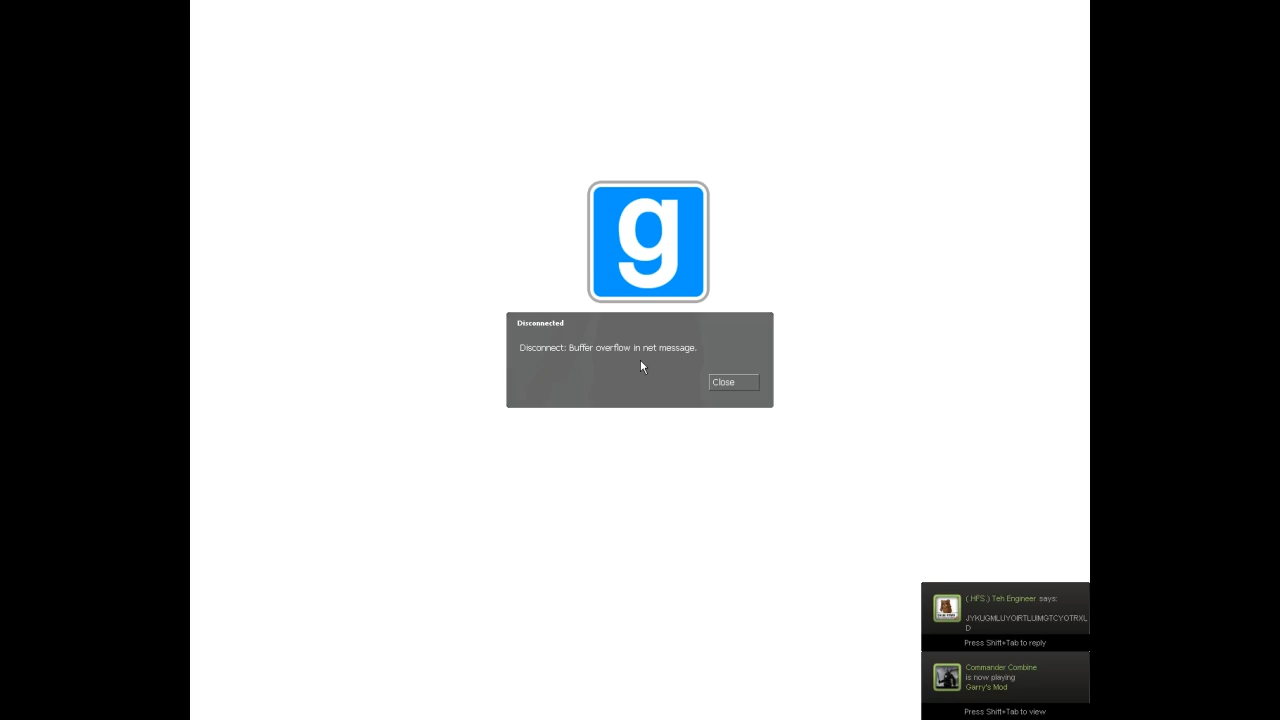 g
Disconnected
Disconnect: Buffer overflow in net message.
Close
(.HFS.) Teh Engineer says:
D
Press Shift+Tab to reply
Commander Combine
is now playing
Garry's Mod
Press Shift+Tab to view